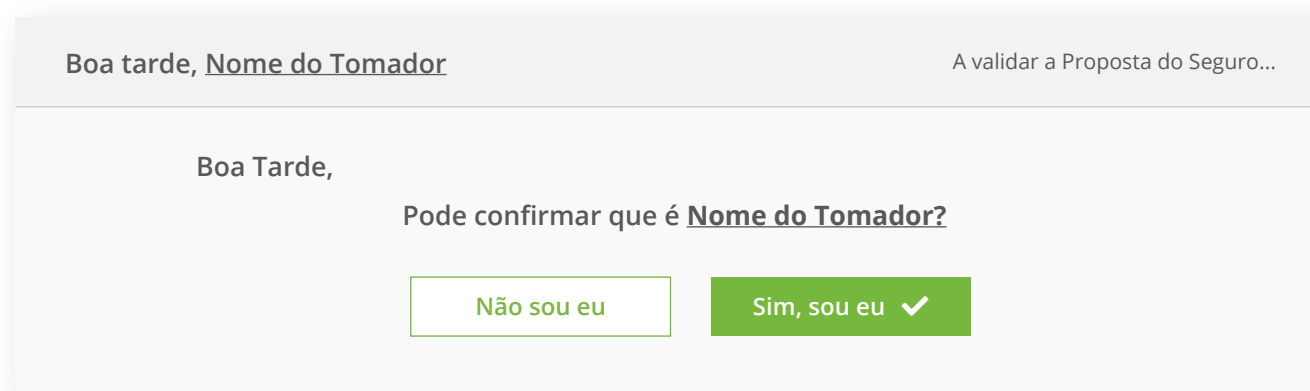 Boa tarde, Nome do Tomador
A validar a Proposta do Seguro...
Boa Tarde,
Pode confirmar que é Nome do Tomador?
Não sou eu
Sim, sou eu